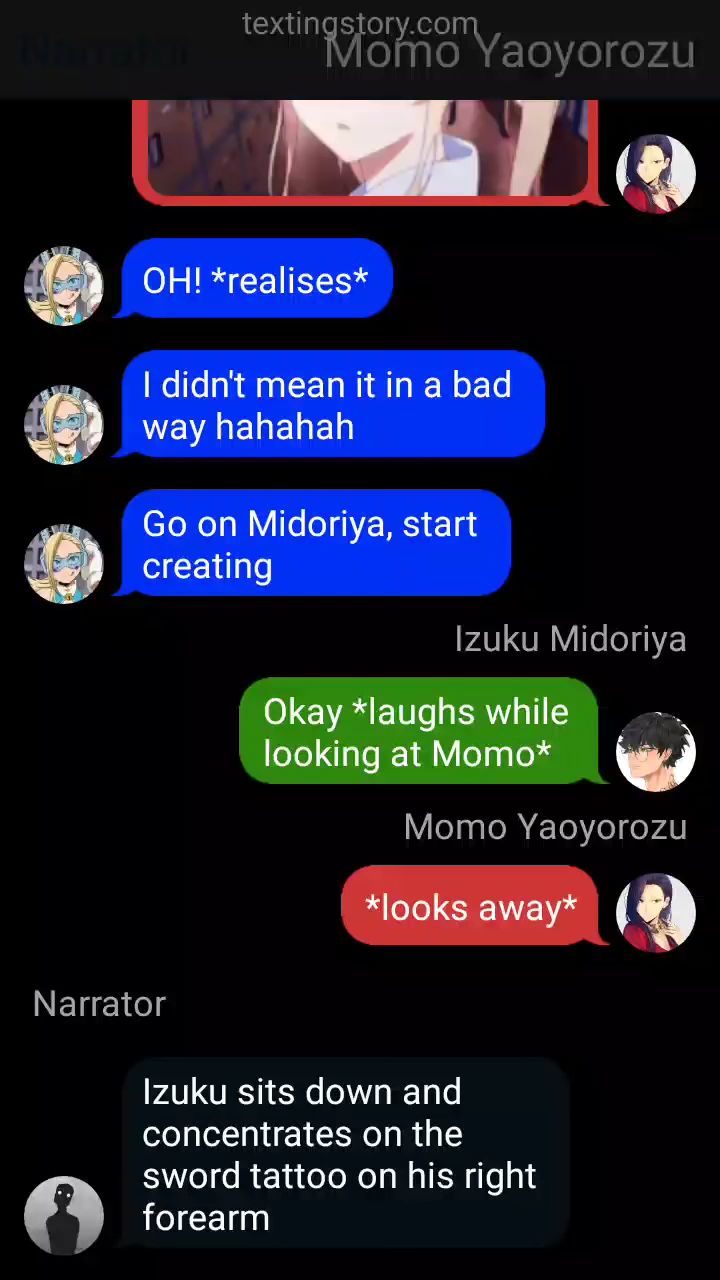 textingstory.com
Narrator
Momo Yaoyorozu
OH! *realises*
I didn't mean it in a bad
way hahahah
Go on Midoriya, start
creating
Izuku Midoriya
Okay *laughs while
looking at Momo*
Momo Yaoyorozu
*looks away*
Narrator
Izuku sits down and
concentrates on the
sword tattoo on his right
forearm